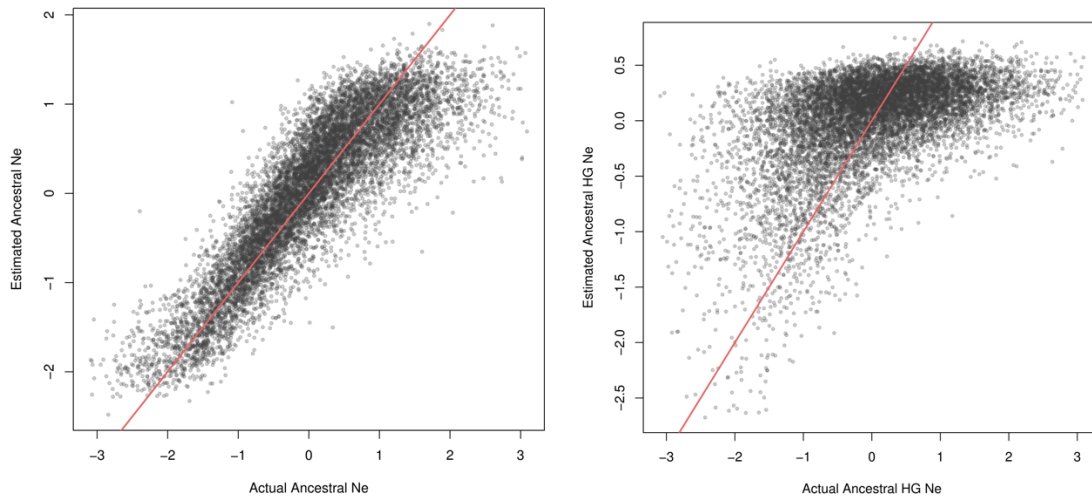 2
1
0
−1
−2
Estimated Ancestral Ne
−3 −2 −1 0 1 2 3
Actual Ancestral Ne
0.5
0.0
−0.5
−1.0
−1.5
−2.0
−2.5
Estimated Ancestral HG Ne
−3 −2 −1 0 1 2 3
Actual Ancestral HG Ne